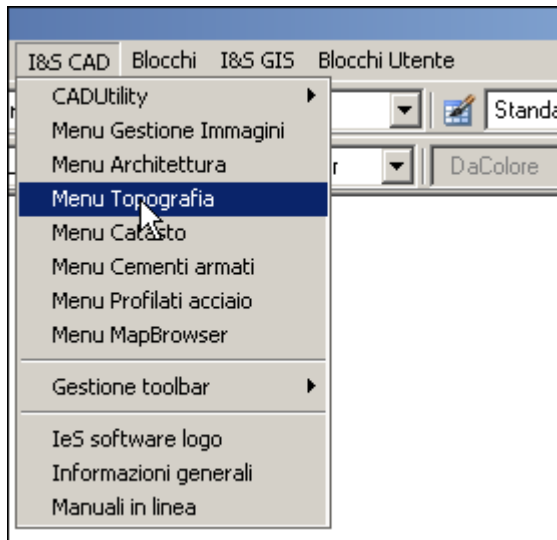 I&S CAD Blocchi I&S GIS Blocchi Utente
CADUtility
Standa
Menu Gestione Immagini
Menu Architettura
DaColore
Menu Topografia
Menu Catasto
Menu Cementi armati
Menu Profilati acciaio
Menu MapBrowser
Gestione toolbar
IeS software logo
Informazioni generali
Manuali in linea